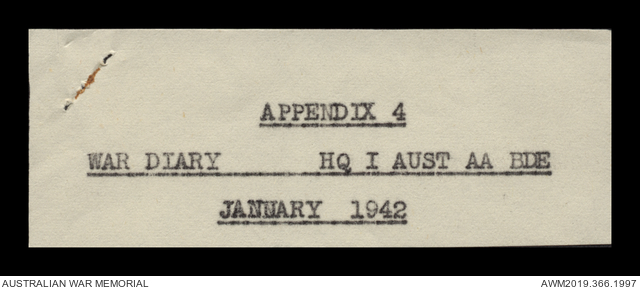 APPENDIX 4
WAR DIARY HQ I AUST AA BDE
JANUARY 1942
AUSTRALIAN WAR MEMORIAL AWM2019.366.1997